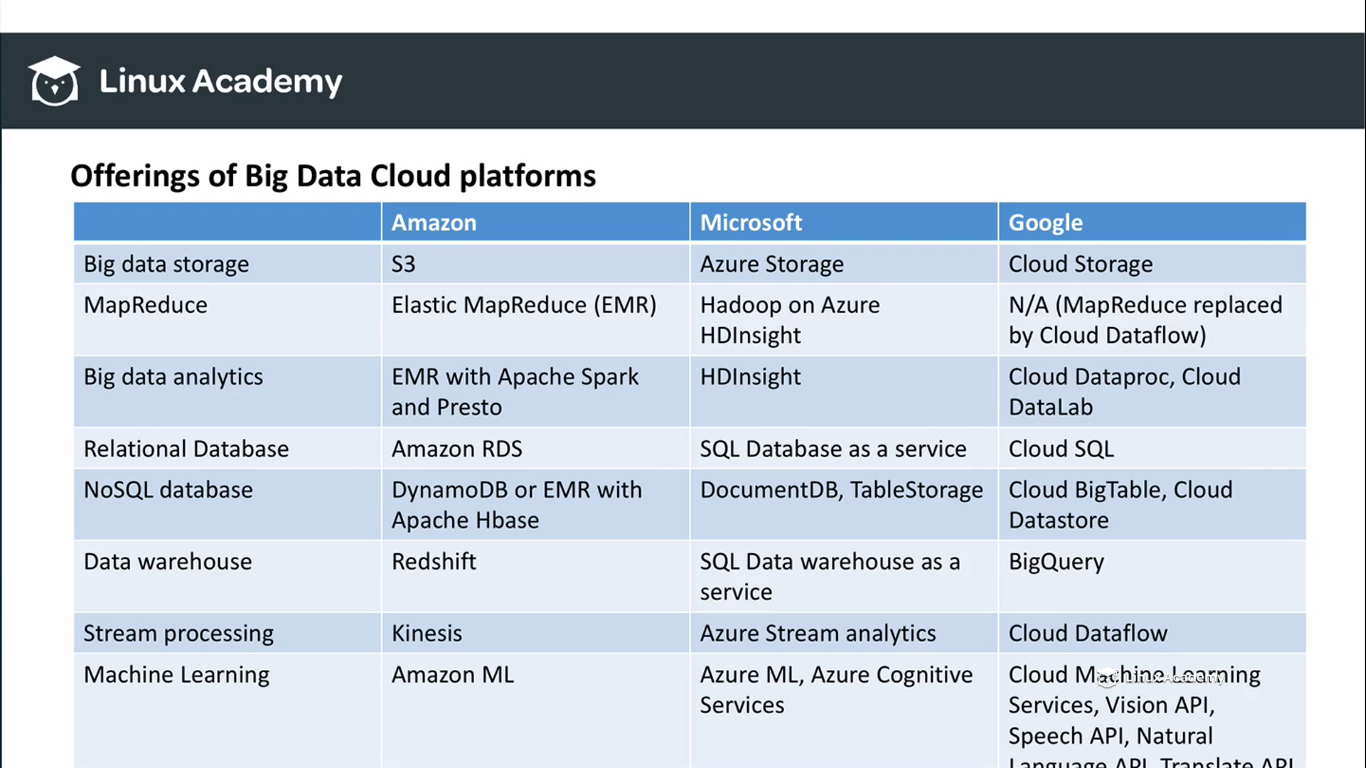 Linux Academy
Offerings of Big Data Cloud platforms
Amazon Microsoft Google
Big data storage S3 Azure Storage Cloud Storage
MapReduce Elastic MapReduce (EMR) Hadoop on Azure N/A (MapReduce replaced
HDInsight by Cloud Dataflow)
Big data analytics EMR with Apache Spark HDInsight Cloud Dataproc, Cloud
and Presto DataLab
Relational Database Amazon RDS SQL Database as a service Cloud SQL
NoSQL database DynamoDB or EMR with DocumentDB, TableStorage Cloud BigTable, Cloud
Apache Hbase Datastore
Data warehouse Redshift SQL Data warehouse as a BigQuery
service
Stream processing Kinesis Azure Stream analytics Cloud Dataflow
Machine Learning Amazon ML Azure ML, Azure Cognitive Cloud Machine Learning
Linux Academy
Services Services, Vision API,
Speech API, Natural
Language API, Translate API